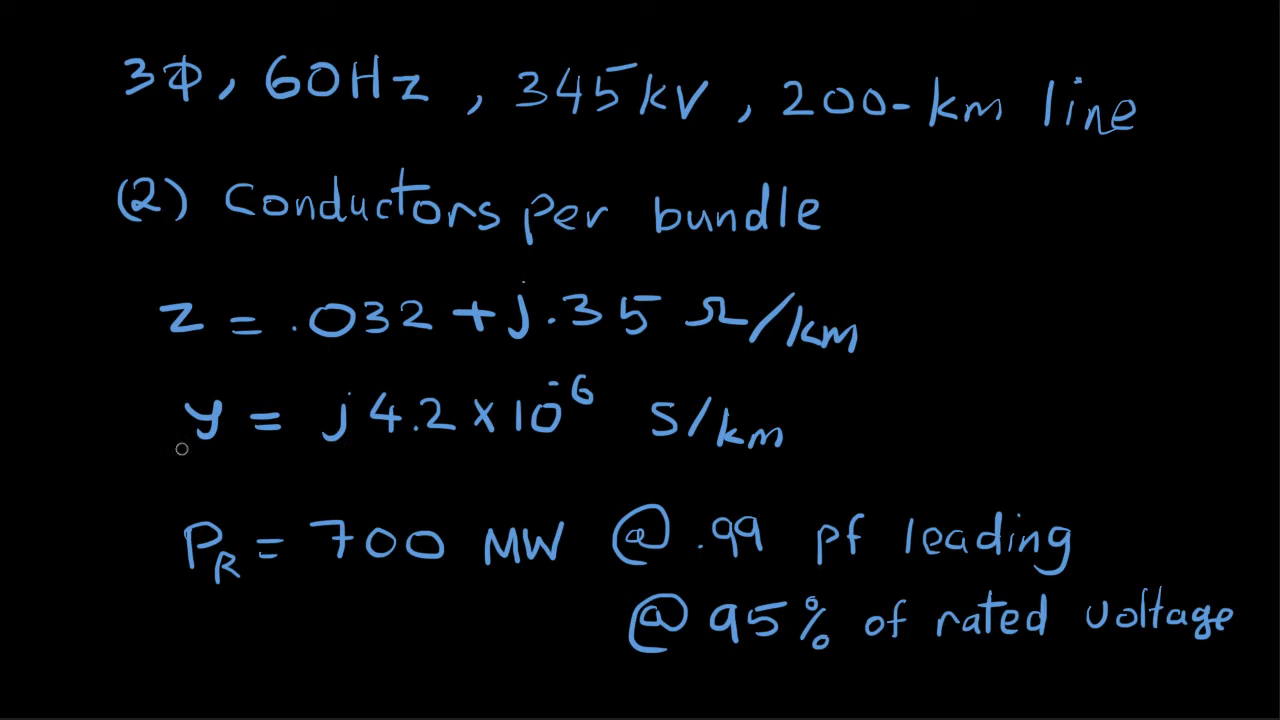 3Φ, 60Hz, 345kV, 200-km line
(2) Conductors per bundle
z = .032 + j.35 Ω/km
y = j4.2×10⁻⁶ S/km
P_R = 700 MW @ .99 pf leading
@ 95% of rated voltage